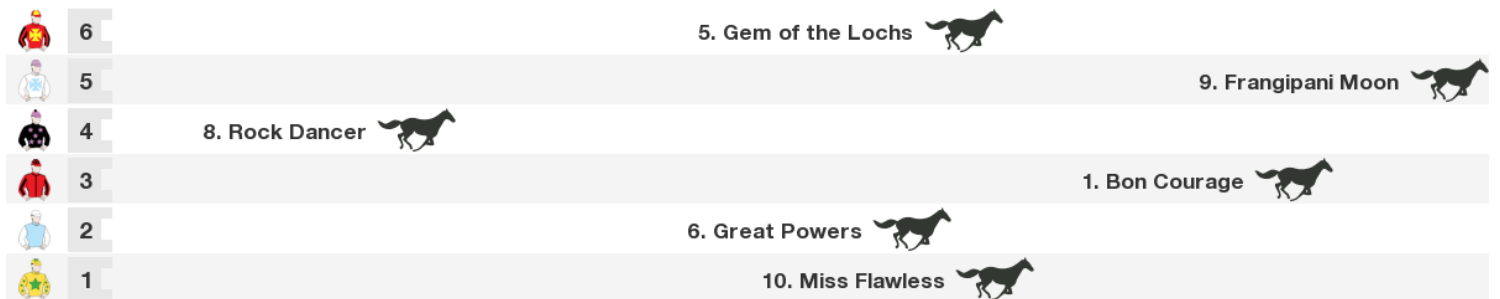 6 5. Gem of the Lochs
5 9. Frangipani Moon
4 8. Rock Dancer
3 1. Bon Courage
2 6. Great Powers
1 10. Miss Flawless